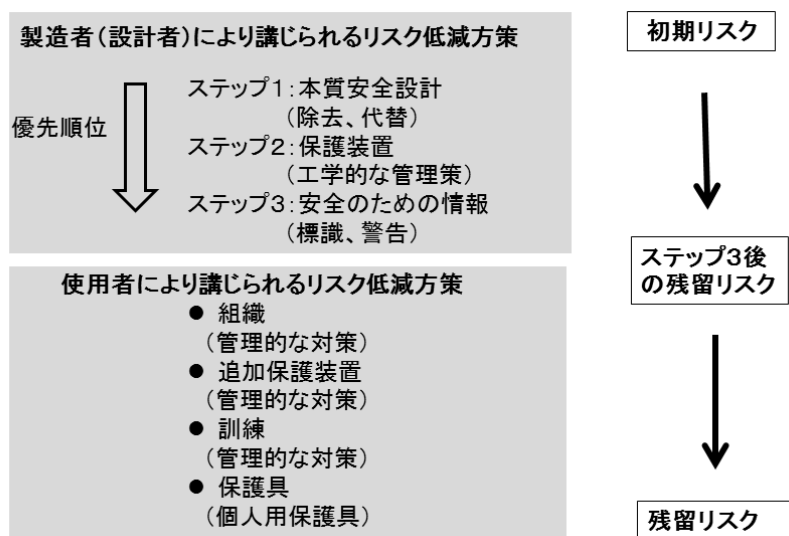 製造者（設計者）により講じられるリスク低減方策
優先順位
ステップ1：本質安全設計
（除去、代替）
ステップ2：保護装置
（工学的な管理策）
ステップ3：安全のための情報
（標識、警告）
使用者により講じられるリスク低減方策
● 組織
（管理的な対策）
● 追加保護装置
（管理的な対策）
● 訓練
（管理的な対策）
● 保護具
（個人用保護具）
初期リスク
ステップ3後
の残留リスク
残留リスク